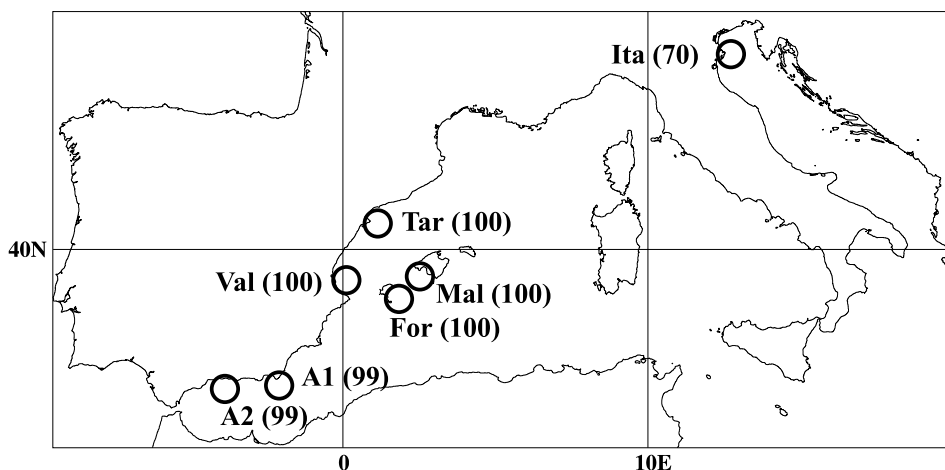 Ita (70)
Tar (100)
40N
Val (100)
Mal (100)
For (100)
A1 (99)
A2 (99)
0
10E